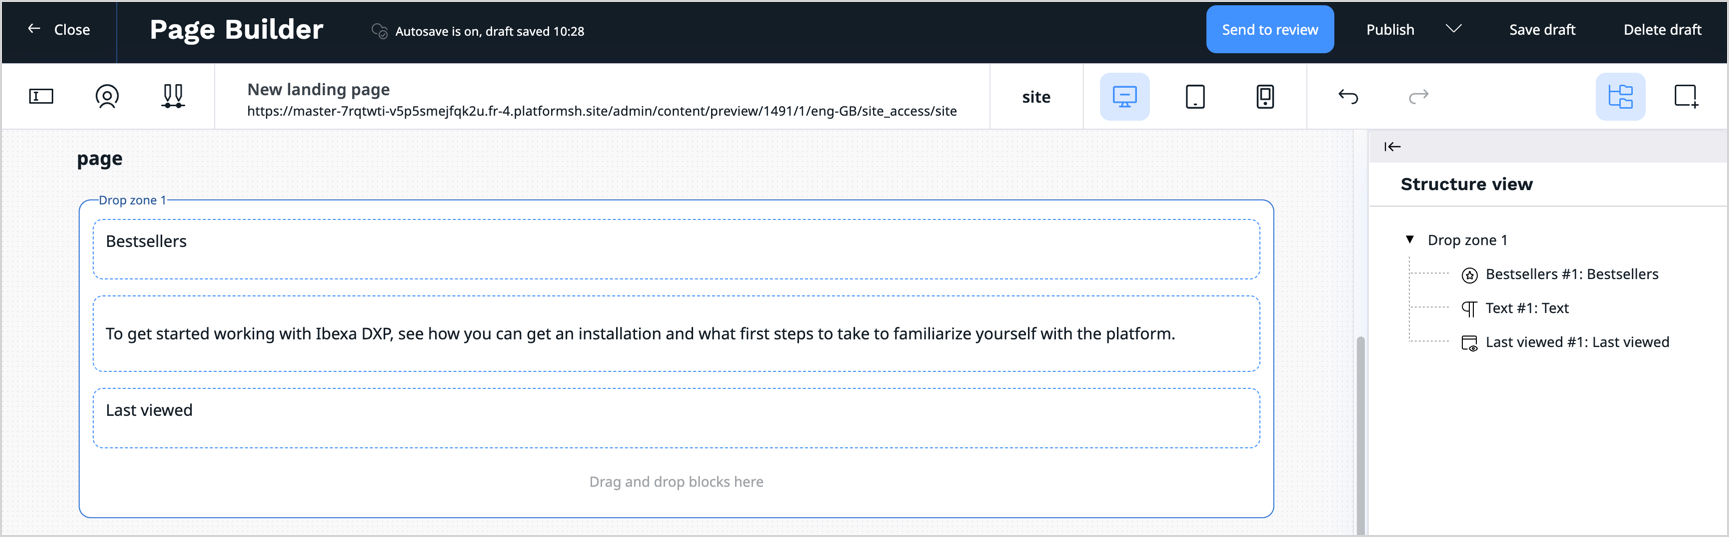 Close
Page Builder
Autosave is on, draft saved 10:28
Send to review
Publish
Save draft
Delete draft
New landing page
https://master-7rqtwti-v5p5smejfqk2u.fr-4.platformsh.site/admin/content/preview/1491/1/eng-GB/site_access/site
site
page
Drop zone 1
Bestsellers
To get started working with Ibexa DXP, see how you can get an installation and what first steps to take to familiarize yourself with the platform.
Last viewed
Drag and drop blocks here
Structure view
Drop zone 1
Bestsellers #1: Bestsellers
Text #1: Text
Last viewed #1: Last viewed